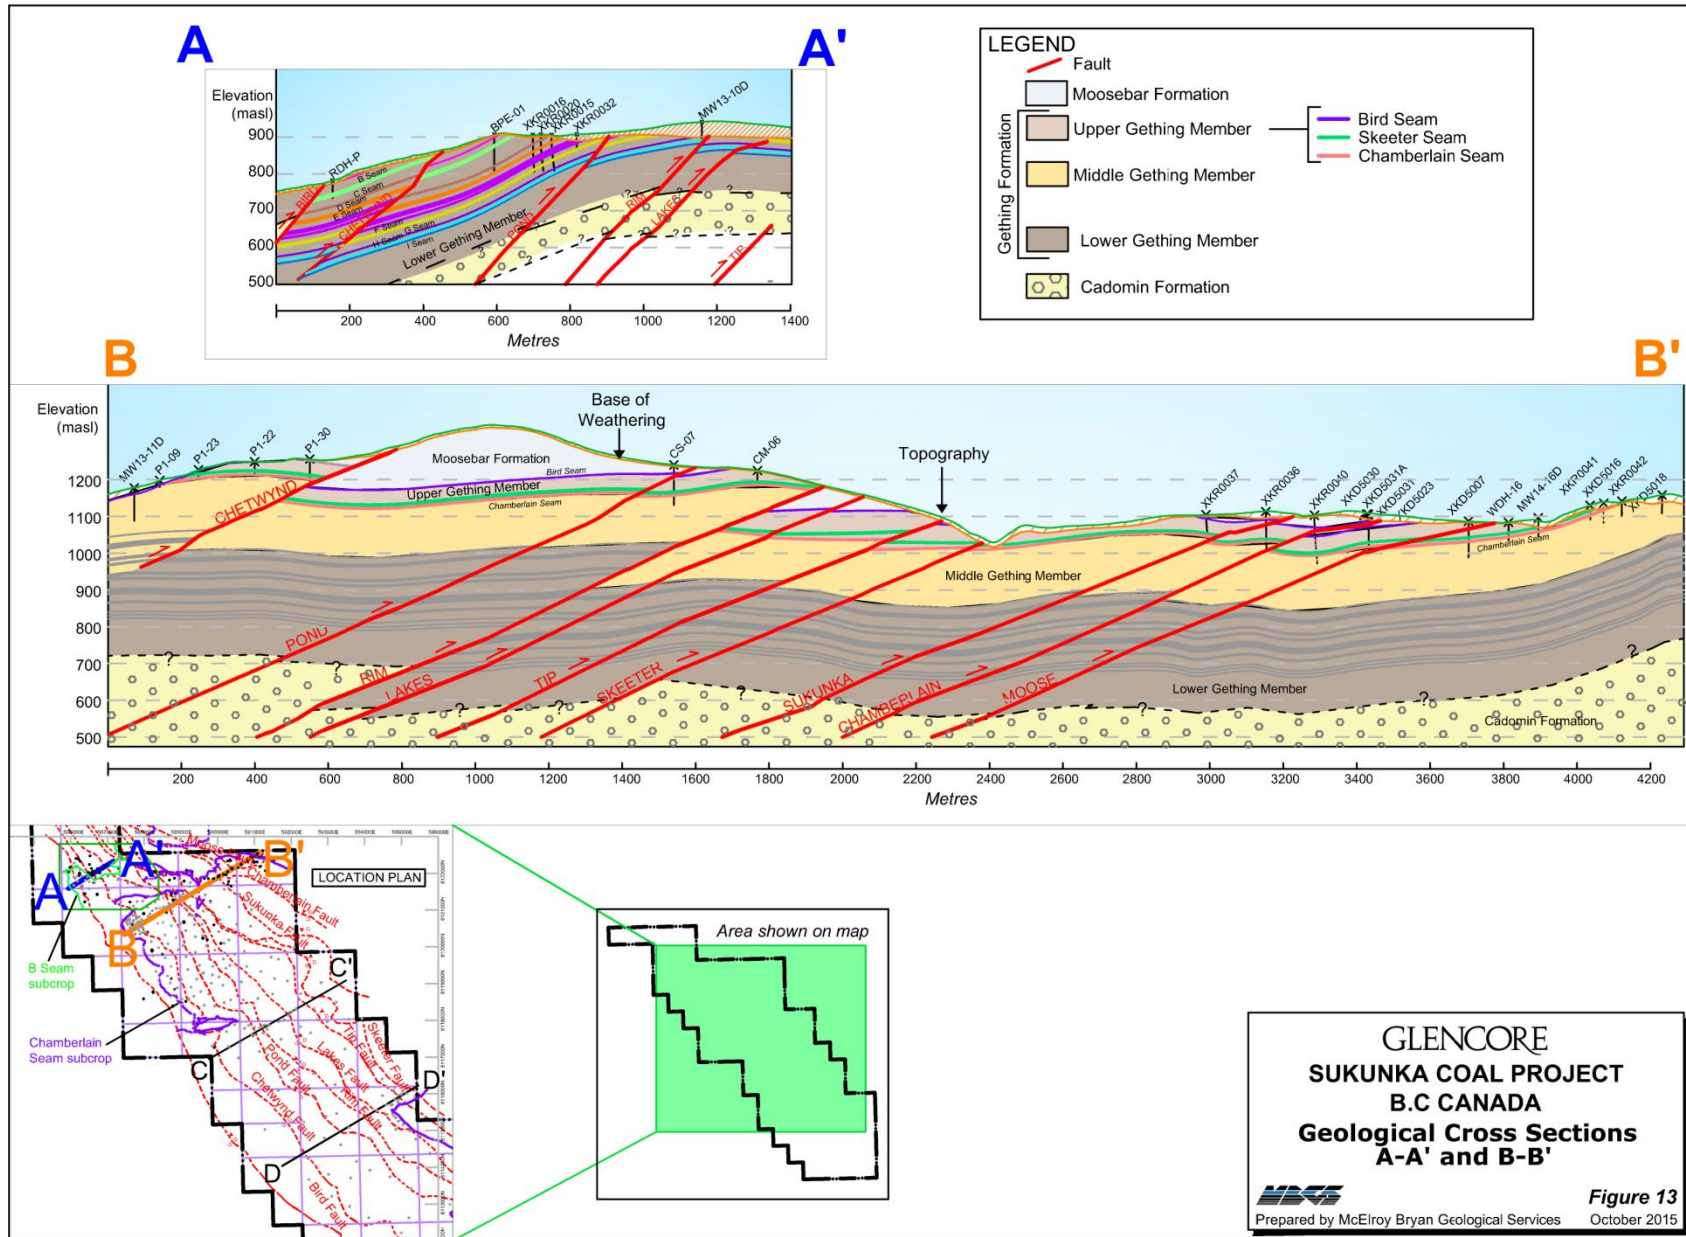 A
A'
Elevation
(masl)
900
800
700
600
500
RDH-P
BPE-01
XKR0016
XKR0020
XKR0015
XKR0032
MW13-10D
BIRD
CHETWYND
POND
RIM
LAKES
TIP
B Seam
C Seam
D Seam
E Seam
F Seam
G Seam
H Seam
I Seam
Lower Gething Member
? ? ? ? ? ? ?
200 400 600 800 1000 1200 1400
Metres
LEGEND
Fault
Moosebar Formation
Gething Formation
Upper Gething Member
Middle Gething Member
Lower Gething Member
Cadomin Formation
Bird Seam
Skeeter Seam
Chamberlain Seam
B
B'
Elevation
(masl)
1200
1100
1000
900
800
700
600
500
MW13-11D
P1-09
P1-23
P1-22
P1-30
Base of
Weathering
CS-07
CM-06
Topography
XKR0037
XKR0036
XKR0040
XKD5030
XKD5031A
XKD5031
XKD5023
XKD5007
WDH-16
MW14-16D
XKR0041
XKD5016
XKR0042
XKD5018
Moosebar Formation
Bird Seam
Upper Gething Member
Chamberlain Seam
Chamberlain Seam
Middle Gething Member
Lower Gething Member
Cadomin Formation
CHETWYND
POND
RIM
LAKES
TIP
SKEETER
SUKUNKA
CHAMBERLAIN
MOOSE
? ? ? ? ? ? ? ? ?
200 400 600 800 1000 1200 1400 1600 1800 2000 2200 2400 2600 2800 3000 3200 3400 3600 3800 4000 4200
Metres
LOCATION PLAN
A
A'
B
B'
C
C'
D
D'
Chamberlain Fault
Sukunka Fault
Skeeter Fault
Tip Fault
Lakes Fault
Rim Fault
Pond Fault
Chetwynd Fault
Bird Fault
B Seam
subcrop
Chamberlain
Seam subcrop
Area shown on map
GLENCORE
SUKUNKA COAL PROJECT
B.C CANADA
Geological Cross Sections
A-A' and B-B'
Figure 13
Prepared by McElroy Bryan Geological Services
October 2015